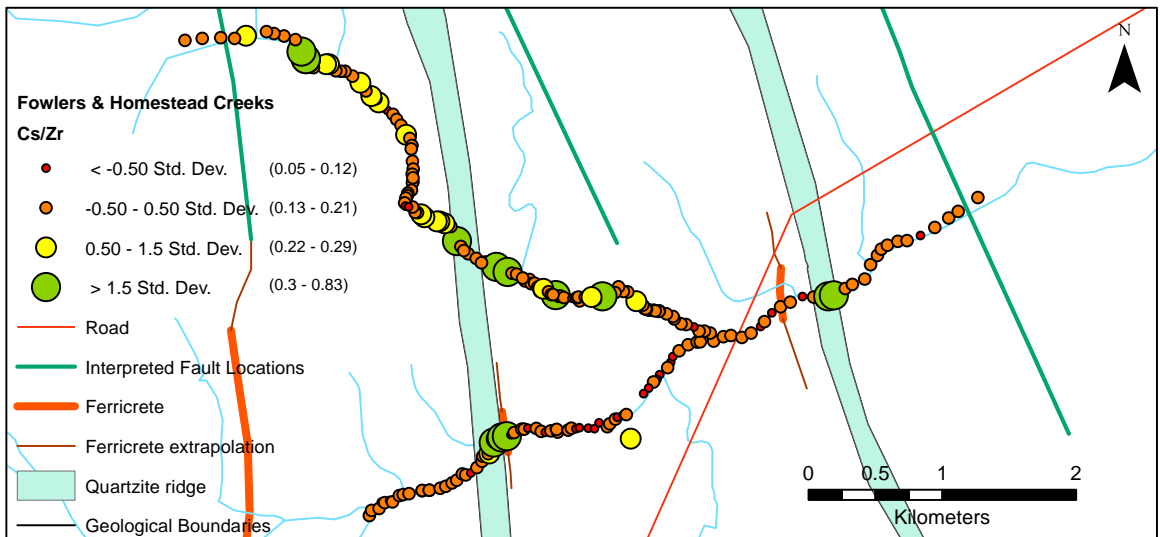 N
Fowlers & Homestead Creeks
Cs/Zr
< -0.50 Std. Dev. (0.05 - 0.12)
-0.50 - 0.50 Std. Dev. (0.13 - 0.21)
0.50 - 1.5 Std. Dev. (0.22 - 0.29)
> 1.5 Std. Dev. (0.3 - 0.83)
Road
Interpreted Fault Locations
Ferricrete
Ferricrete extrapolation
Quartzite ridge
Geological Boundaries
0 0.5 1 2
Kilometers